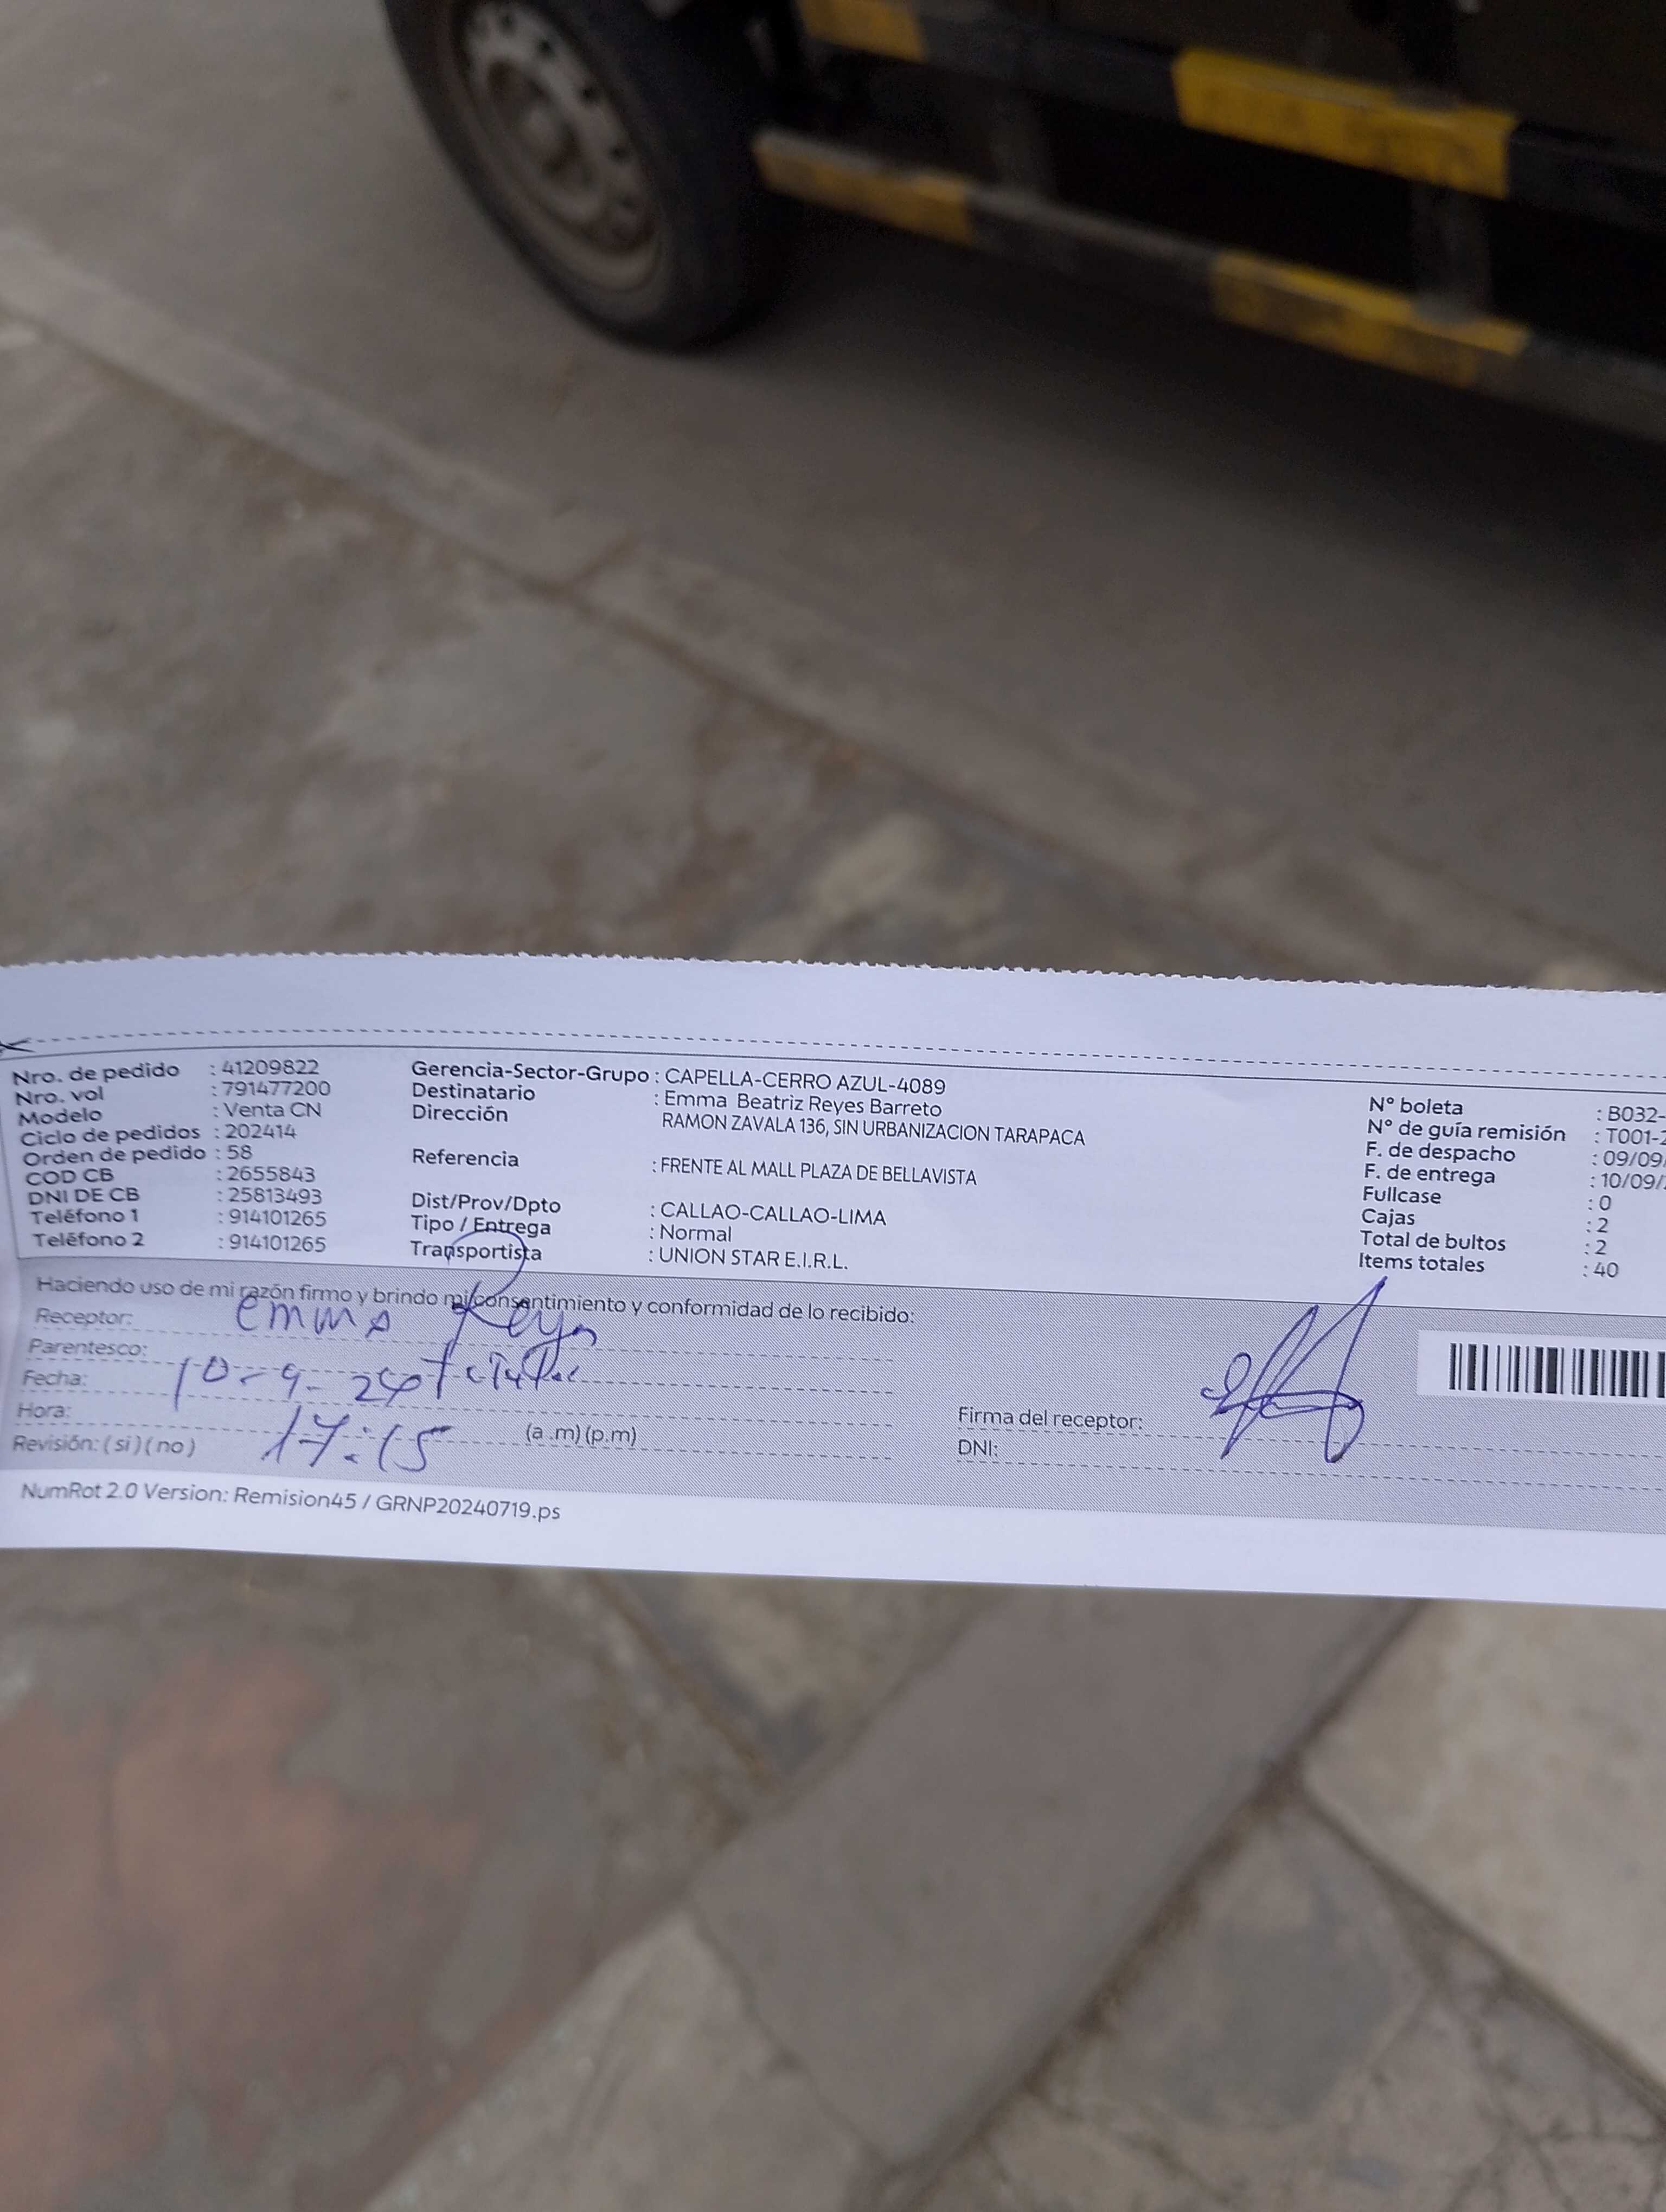 Nro. de pedido : 41209822
Nro. vol : 791477200
Modelo : Venta CN
Ciclo de pedidos : 202414
Orden de pedido : 58
COD CB : 2655843
DNI DE CB : 25813493
Teléfono 1 : 914101265
Teléfono 2 : 914101265
Gerencia-Sector-Grupo : CAPELLA-CERRO AZUL-4089
Destinatario : Emma Beatriz Reyes Barreto
Dirección RAMON ZAVALA 136, SIN URBANIZACION TARAPACA
Referencia : FRENTE AL MALL PLAZA DE BELLAVISTA
Dist/Prov/Dpto : CALLAO-CALLAO-LIMA
Tipo / Entrega : Normal
Transportista : UNION STAR E.I.R.L.
N° boleta : B032-
N° de guía remisión : T001-2
F. de despacho : 09/09/
F. de entrega : 10/09/
Fullcase : 0
Cajas : 2
Total de bultos : 2
Items totales : 40
Haciendo uso de mi razón firmo y brindo mi consentimiento y conformidad de lo recibido:
Receptor: emma Reyes
Parentesco:
Fecha: 10-9-24
Hora: 17:15 (a .m) (p.m)
Revisión: ( si ) ( no )
Firma del receptor:
DNI:
NumRot 2.0 Version: Remision45 / GRNP20240719.ps